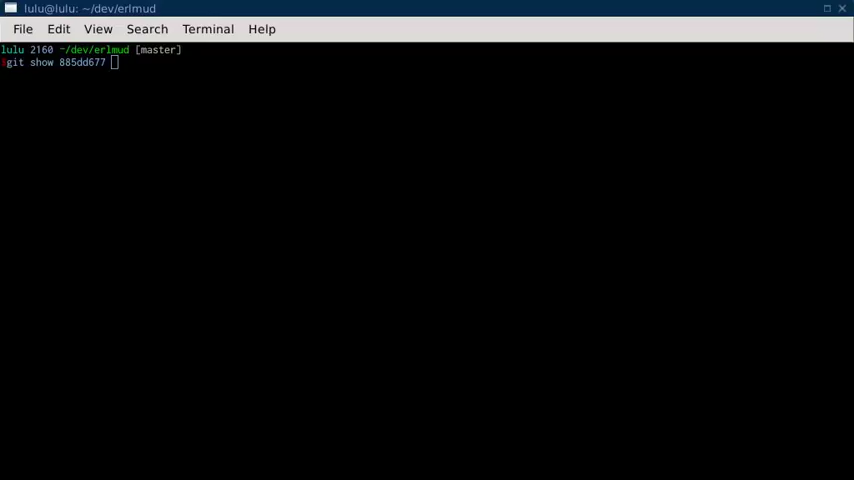 lulu@lulu: ~/dev/erlmud
File Edit View Search Terminal Help
lulu 2160 ~/dev/erlmud [master]
$git show 885dd677